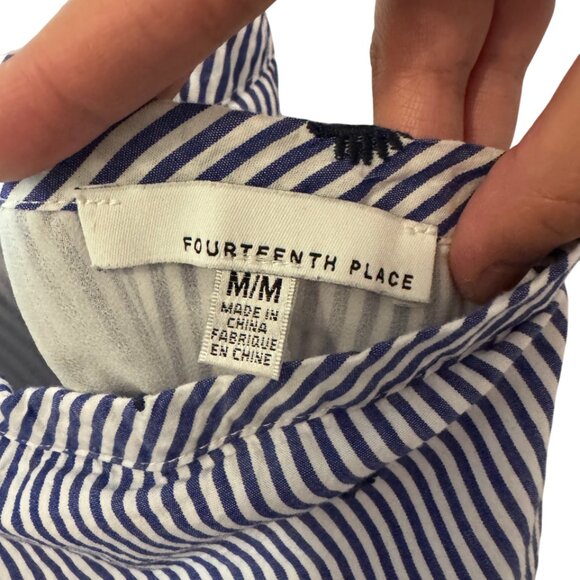 FOURTEENTH PLACE
M/M
MADE IN
CHINA
FABRIQUE
EN CHINE